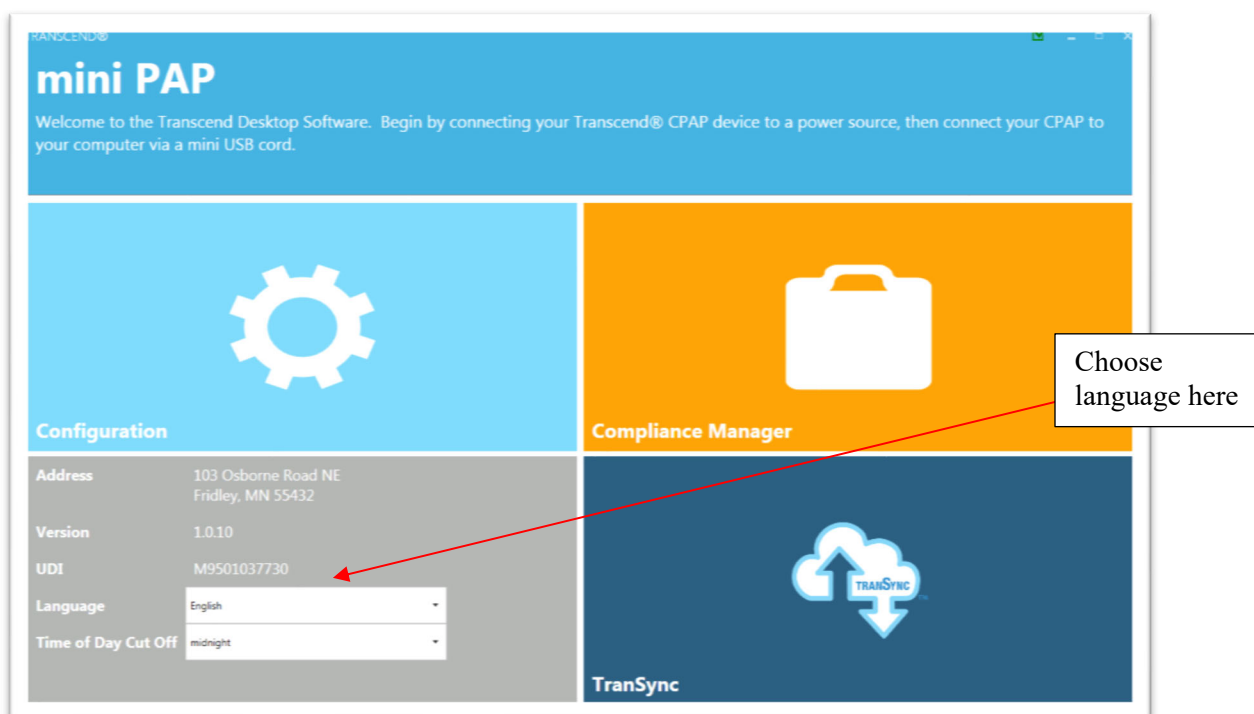 TRANSCEND®
mini PAP
Welcome to the Transcend Desktop Software. Begin by connecting your Transcend® CPAP device to a power source, then connect your CPAP to
your computer via a mini USB cord.
Configuration
Compliance Manager
Choose
language here
Address 103 Osborne Road NE
Fridley, MN 55432
Version 1.0.10
UDI M9501037730
Language English
Time of Day Cut Off midnight
TRANSYNC™
TranSync